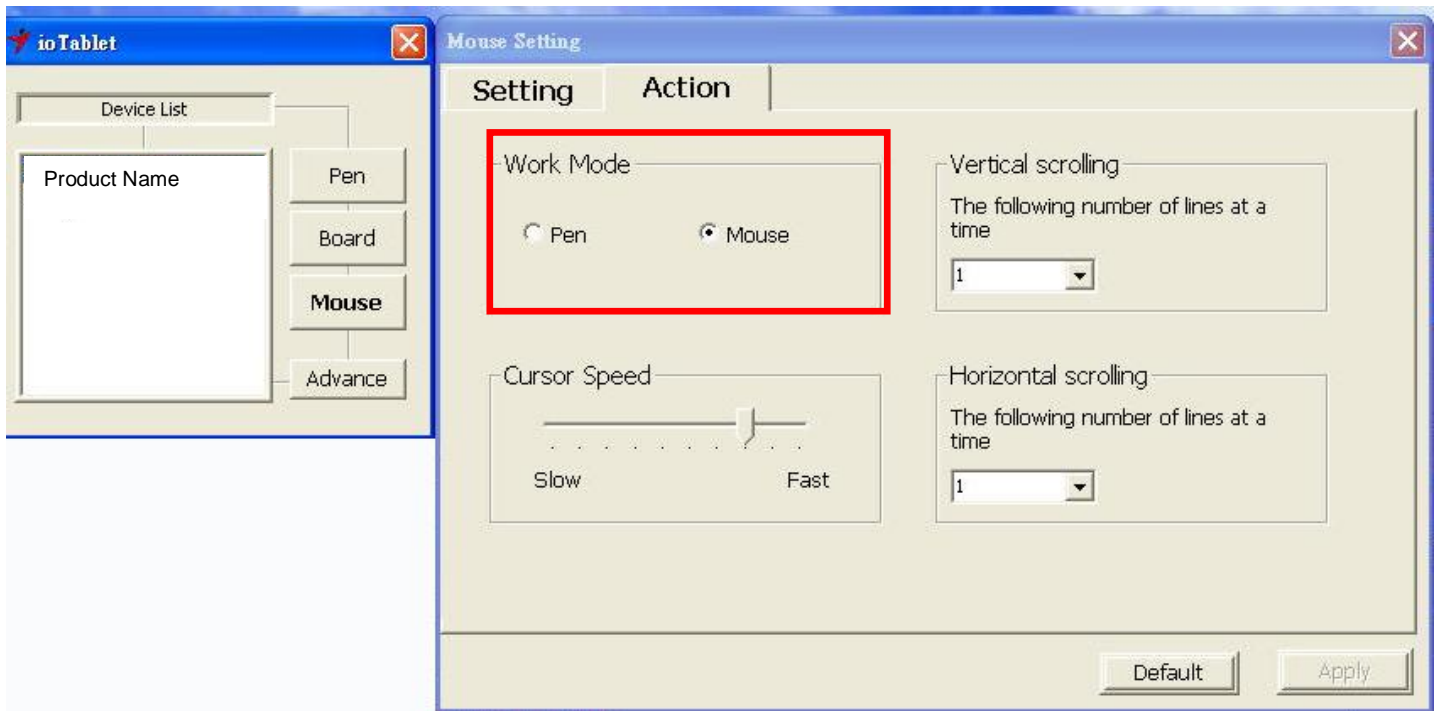 ioTablet
Device List
Product Name
Pen
Board
Mouse
Advance
Mouse Setting
Setting
Action
Work Mode
Pen
Mouse
Vertical scrolling
The following number of lines at a
time
1
Cursor Speed
Slow
Fast
Horizontal scrolling
The following number of lines at a
time
1
Default
Apply